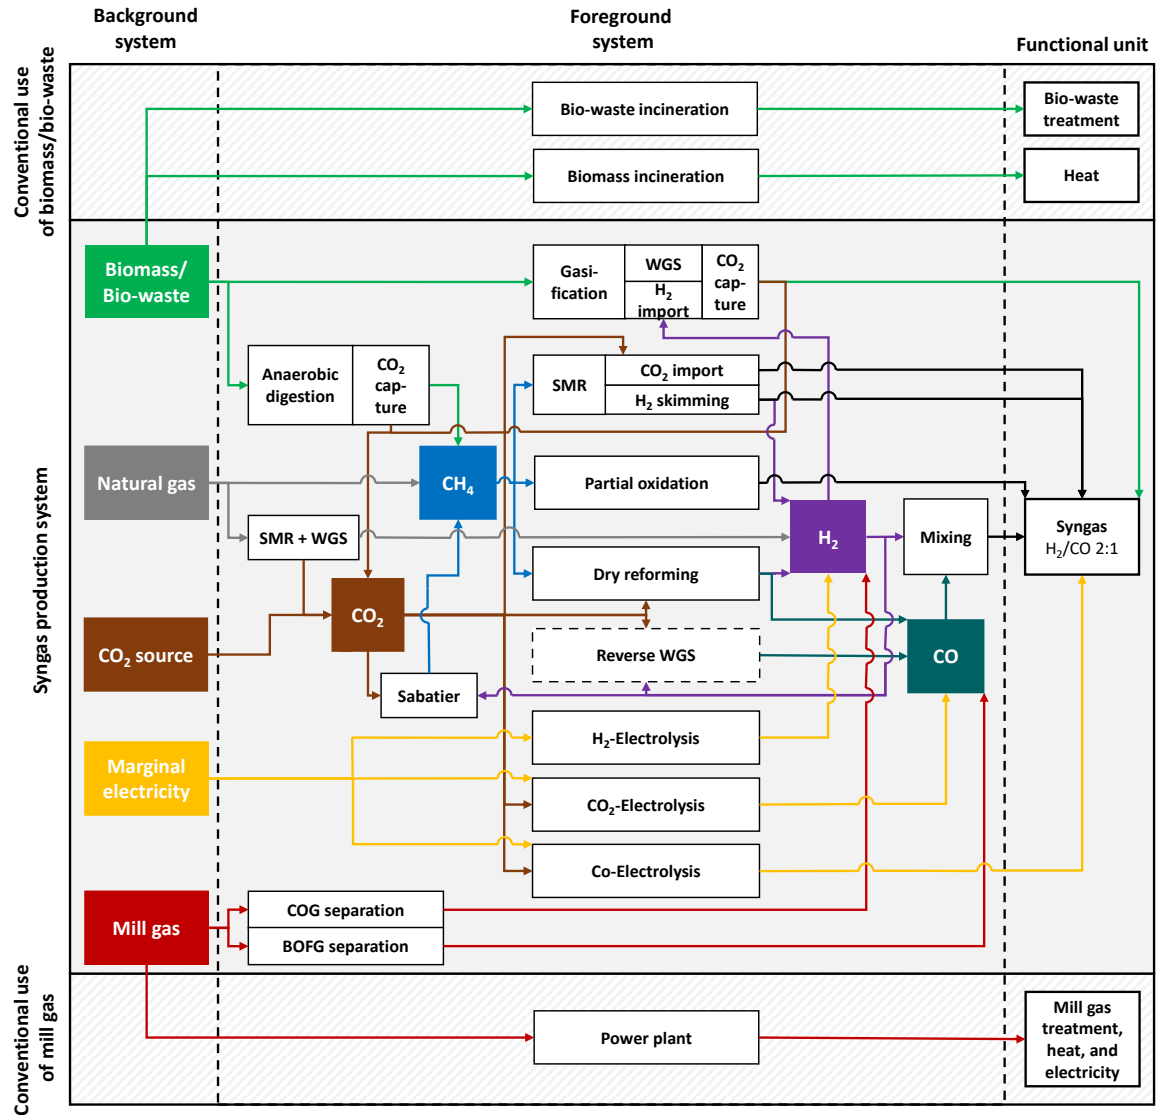 Background
system
Foreground
system
Functional unit
Conventional use
of biomass/bio-waste
Bio-waste incineration
Bio-waste
treatment
Biomass incineration
Heat
Syngas production system
Biomass/
Bio-waste
Gasi-
fication
WGS
H₂
import
CO₂
cap-
ture
Anaerobic
digestion
CO₂
cap-
ture
SMR
CO₂ import
H₂ skimming
Natural gas
CH₄
Partial oxidation
SMR + WGS
H₂
Mixing
Syngas
H₂/CO 2:1
Dry reforming
CO₂
CO₂ source
Reverse WGS
CO
Sabatier
H₂-Electrolysis
Marginal
electricity
CO₂-Electrolysis
Co-Electrolysis
Mill gas
COG separation
BOFG separation
Conventional use
of mill gas
Power plant
Mill gas
treatment,
heat, and
electricity